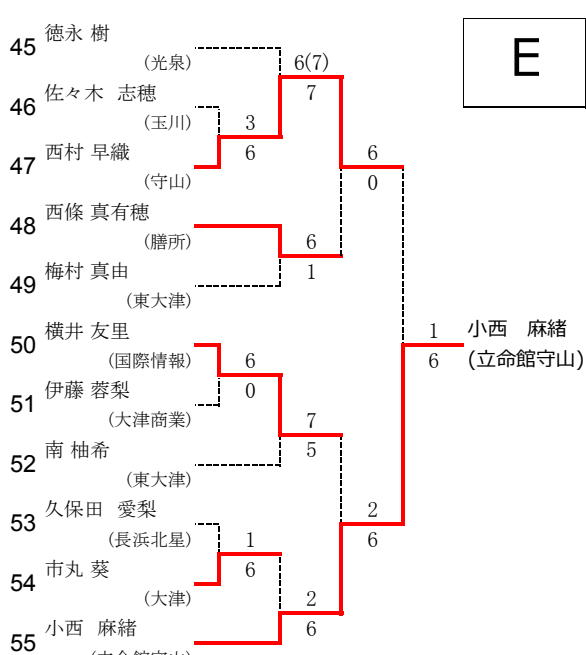 E
45 徳永 樹
(光泉)
46 佐々木 志穂
(玉川)
47 西村 早織
(守山)
48 西條 真有穂
(膳所)
49 梅村 真由
(東大津)
50 横井 友里
(国際情報)
51 伊藤 蓉梨
(大津商業)
52 南 柚希
(東大津)
53 久保田 愛梨
(長浜北星)
54 市丸 葵
(大津)
55 小西 麻緒
(立命館守山)
3
6
6
0
1
6
6(7)
7
6
1
7
5
2
6
6
0
2
6
1
6
小西 麻緒
(立命館守山)